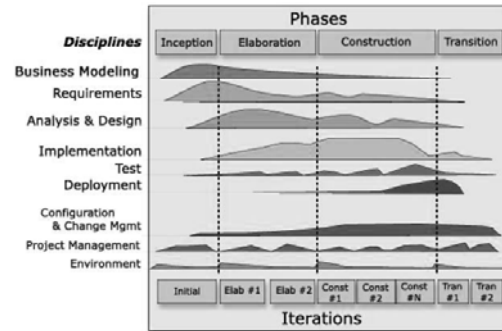 Phases
Disciplines
Inception Elaboration Construction Transition
Business Modeling
Requirements
Analysis & Design
Implementation
Test
Deployment
Configuration
& Change Mgmt
Project Management
Environment
Initial Elab #1 Elab #2 Const #1 Const #2 Const #N Tran #1 Tran #2
Iterations